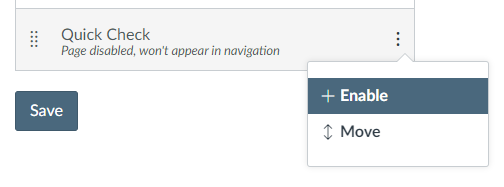 Quick Check
Page disabled, won't appear in navigation
Save
Enable
Move